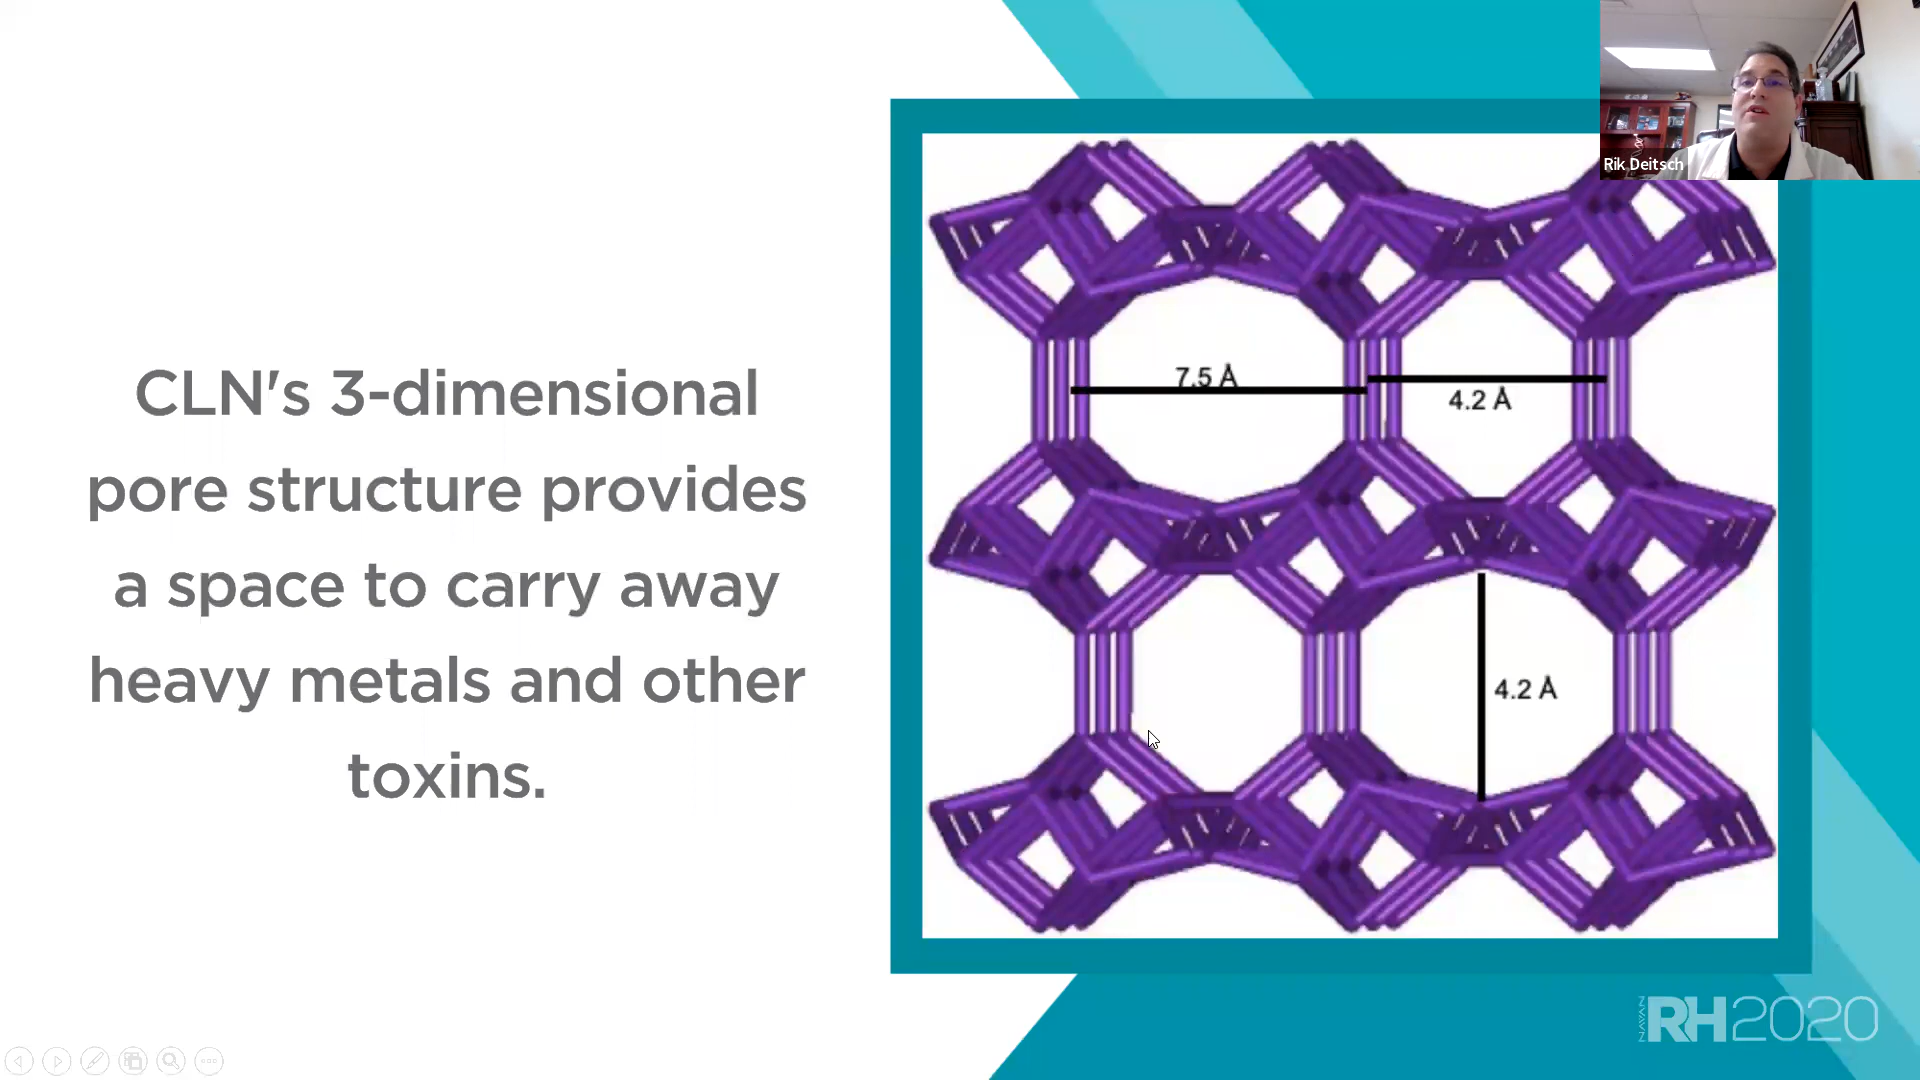 Rik Deitsch
CLN's 3-dimensional
pore structure provides
a space to carry away
heavy metals and other
toxins.
7.5 Å
4.2 Å
4.2 Å
ZAVAZZ
RH2020